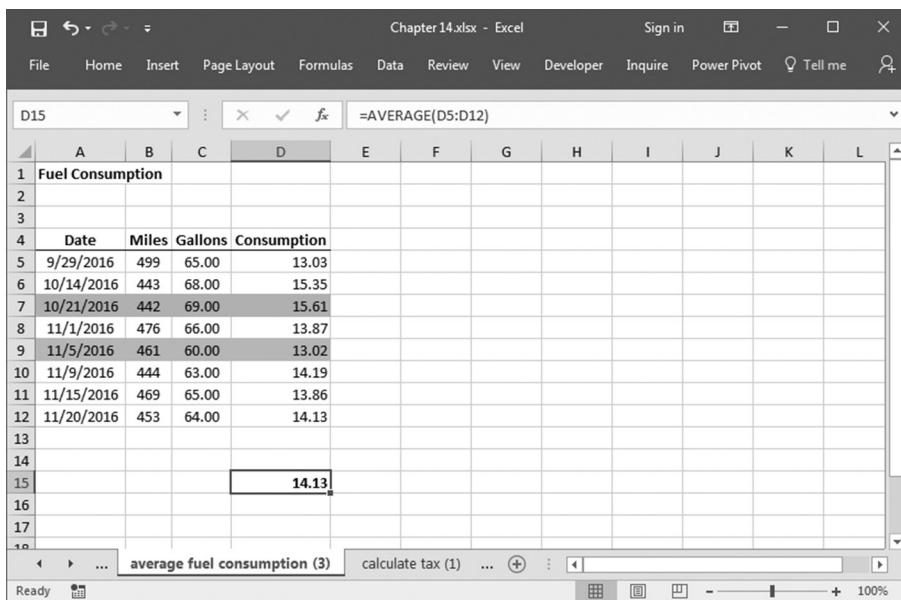 Chapter 14.xlsx - Excel
Sign in
File Home Insert Page Layout Formulas Data Review View Developer Inquire Power Pivot Tell me
D15 fx =AVERAGE(D5:D12)
A B C D E F G H I J K L
1 Fuel Consumption
2
3
4 Date Miles Gallons Consumption
5 9/29/2016 499 65.00 13.03
6 10/14/2016 443 68.00 15.35
7 10/21/2016 442 69.00 15.61
8 11/1/2016 476 66.00 13.87
9 11/5/2016 461 60.00 13.02
10 11/9/2016 444 63.00 14.19
11 11/15/2016 469 65.00 13.86
12 11/20/2016 453 64.00 14.13
13
14
15 14.13
16
17
18
... average fuel consumption (3) calculate tax (1) ...
Ready 100%